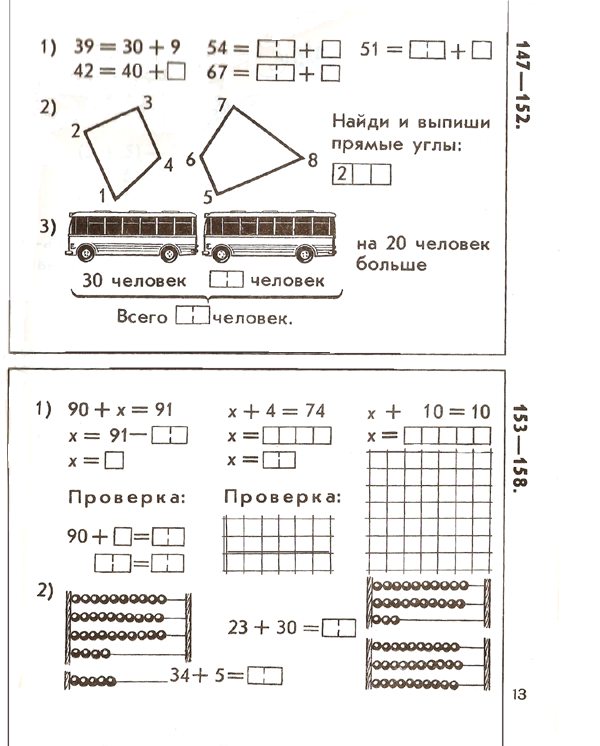 1) 39 = 30 + 9 54 = □ + □ 51 = □ + □
42 = 40 + □ 67 = □ + □
147—152.
2) 3 7
2
4 6 8
1 5
Найди и выпиши
прямые углы:
2
3)
на 20 человек
больше
30 человек □ человек
Всего □ человек.
1) 90 + x = 91 x + 4 = 74 x + 10 = 10
x = 91— □ x = □ x = □
x = □ x = □
153—158.
Проверка: Проверка:
90 + □ = □
□ = □
2)
23 + 30 = □
34 + 5 = □
13